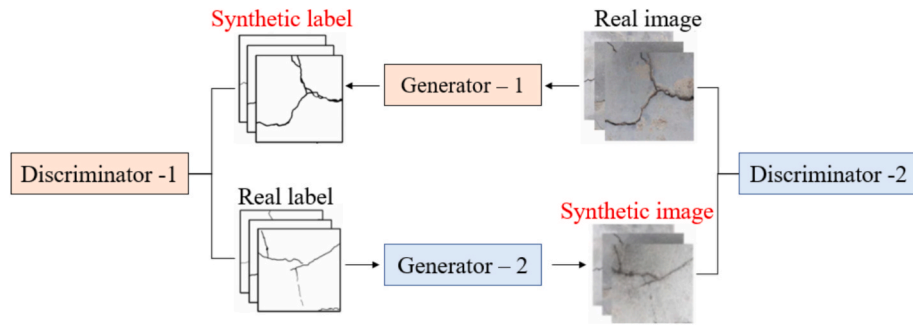 Synthetic label
Real image
Generator – 1
Discriminator -1
Discriminator -2
Real label
Synthetic image
Generator – 2